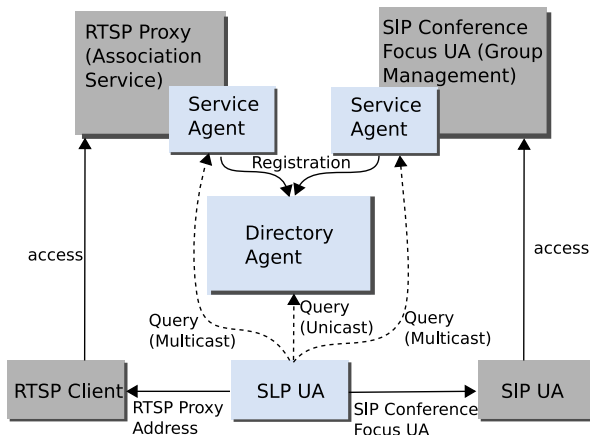 RTSP Proxy
(Association
Service)
SIP Conference
Focus UA (Group
Management)
Service
Agent
Service
Agent
Registration
Directory
Agent
access
access
Query
(Multicast)
Query
(Unicast)
Query
(Multicast)
RTSP Client
SLP UA
SIP UA
RTSP Proxy
Address
SIP Conference
Focus UA